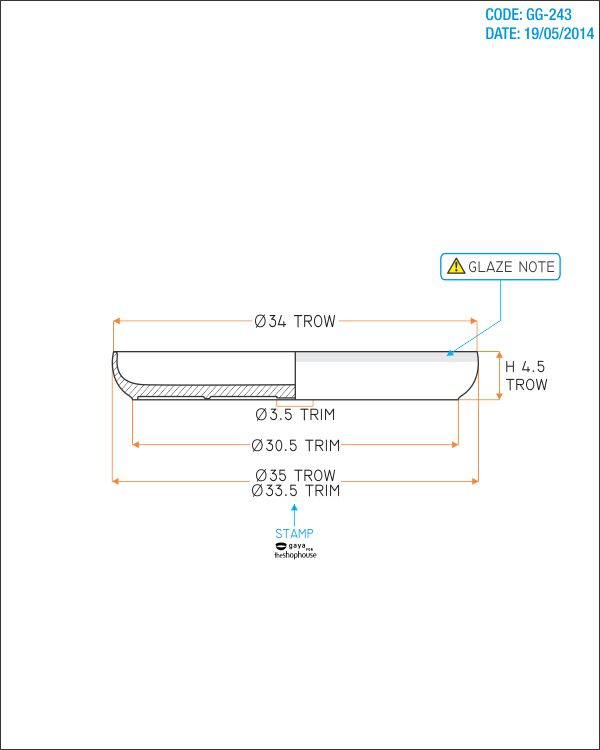 CODE: GG-243
DATE: 19/05/2014
GLAZE NOTE
Ø34 TROW
H 4.5
TROW
Ø3.5 TRIM
Ø30.5 TRIM
Ø35 TROW
Ø33.5 TRIM
STAMP
gaya FOR
theshophouse